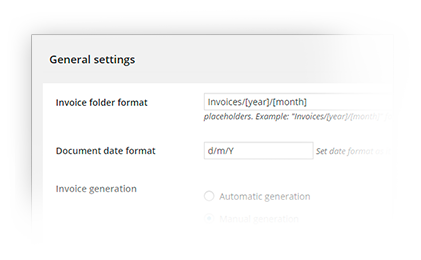 General settings
Invoice folder format Invoices/[year]/[month]
placeholders. Example: "Invoices/[year]/[month]"
Document date format d/m/Y Set date format
Invoice generation
Automatic generation
Manual generation